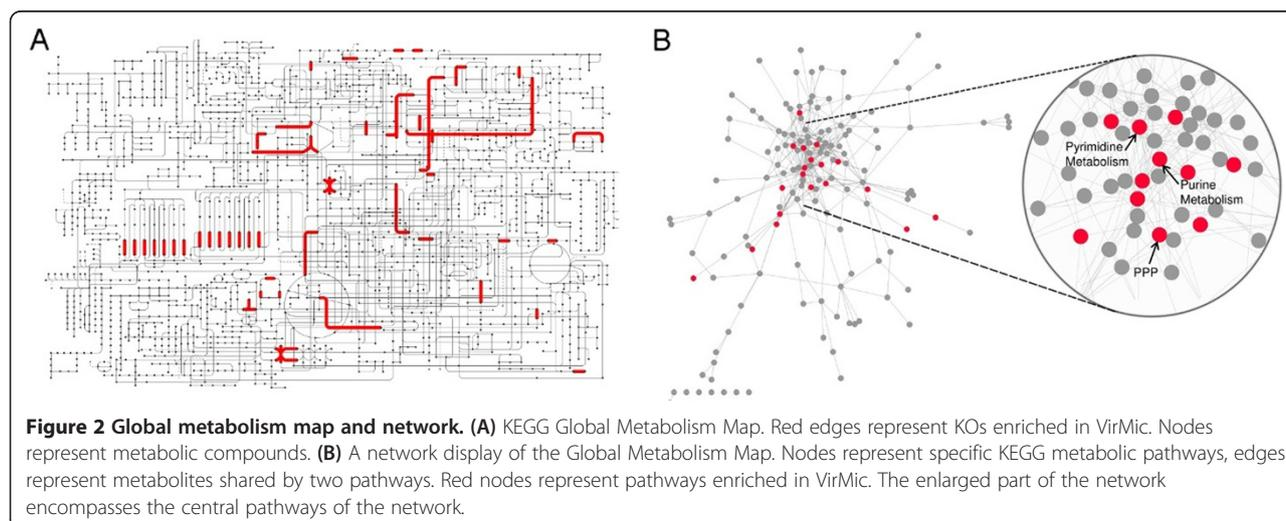 A
B
Pyrimidine
Metabolism
Purine
Metabolism
PPP
Figure 2 Global metabolism map and network. (A) KEGG Global Metabolism Map. Red edges represent KOs enriched in VirMic. Nodes
represent metabolic compounds. (B) A network display of the Global Metabolism Map. Nodes represent specific KEGG metabolic pathways, edges
represent metabolites shared by two pathways. Red nodes represent pathways enriched in VirMic. The enlarged part of the network
encompasses the central pathways of the network.